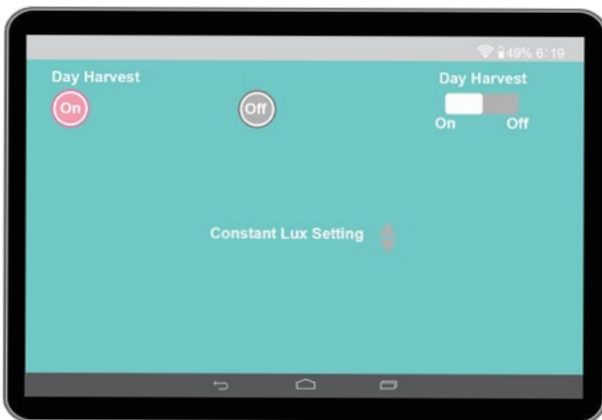 49% 6:19
Day Harvest
On
Off
Day Harvest
On Off
Constant Lux Setting